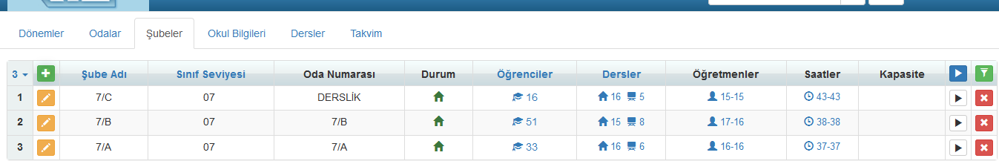 Dönemler Odalar Şubeler Okul Bilgileri Dersler Takvim
3 Şube Adı Sınıf Seviyesi Oda Numarası Durum Öğrenciler Dersler Öğretmenler Saatler Kapasite
1 7/C 07 DERSLİK 16 16 5 15-15 43-43
2 7/B 07 7/B 51 15 8 17-16 38-38
3 7/A 07 7/A 33 16 6 16-16 37-37